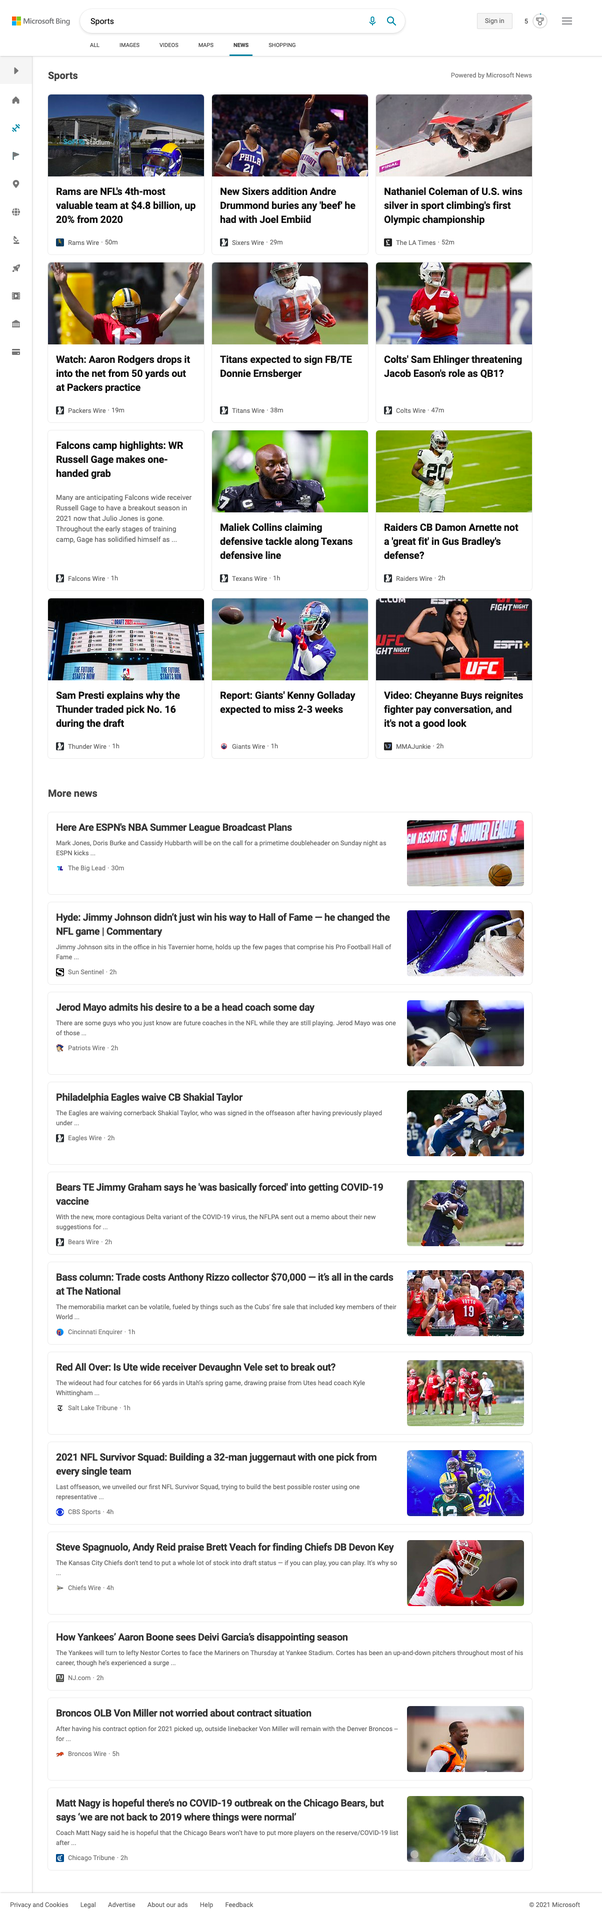 Microsoft Bing
Sports
Sign in
5
ALL
IMAGES
VIDEOS
MAPS
NEWS
SHOPPING
Sports
Powered by Microsoft News
Rams are NFL's 4th-most
valuable team at $4.8 billion, up
20% from 2020
Rams Wire · 50m
PHILA
21
New Sixers addition Andre
Drummond buries any 'beef' he
had with Joel Embiid
Sixers Wire · 29m
FINAL
Nathaniel Coleman of U.S. wins
silver in sport climbing's first
Olympic championship
The LA Times · 52m
12
Watch: Aaron Rodgers drops it
into the net from 50 yards out
at Packers practice
Packers Wire · 19m
Titans expected to sign FB/TE
Donnie Ernsberger
Titans Wire · 38m
Colts' Sam Ehlinger threatening
Jacob Eason's role as QB1?
Colts Wire · 47m
Falcons camp highlights: WR
Russell Gage makes one-
handed grab
Many are anticipating Falcons wide receiver
Russell Gage to have a breakout season in
2021 now that Julio Jones is gone.
Throughout the early stages of training
camp, Gage has solidified himself as ...
Falcons Wire · 1h
Maliek Collins claiming
defensive tackle along Texans
defensive line
Texans Wire · 1h
20
Raiders CB Damon Arnette not
a 'great fit' in Gus Bradley's
defense?
Raiders Wire · 2h
DRAFT 2021
THE FUTURE
STARTS NOW
THE FUTURE
STARTS NOW
Sam Presti explains why the
Thunder traded pick No. 16
during the draft
Thunder Wire · 1h
Report: Giants' Kenny Golladay
expected to miss 2-3 weeks
Giants Wire · 1h
C.COM
ESPN+
UFC
FIGHT NIGHT
FIGHT NIGHT
ESPN+
UFC
Video: Cheyanne Buys reignites
fighter pay conversation, and
it's not a good look
MMAJunkie · 2h
More news
Here Are ESPN's NBA Summer League Broadcast Plans
Mark Jones, Doris Burke and Cassidy Hubbarth will be on the call for a primetime doubleheader on Sunday night as
ESPN kicks ...
The Big Lead · 30m
GM RESORTS
SUMMER LEAGUE
Hyde: Jimmy Johnson didn't just win his way to Hall of Fame — he changed the
NFL game | Commentary
Jimmy Johnson sits in the office in his Tavernier home, holds up the few pages that comprise his Pro Football Hall of
Fame ...
Sun Sentinel · 2h
Jerod Mayo admits his desire to a be a head coach some day
There are some guys who you just know are future coaches in the NFL while they are still playing. Jerod Mayo was one
of those ...
Patriots Wire · 2h
Philadelphia Eagles waive CB Shakial Taylor
The Eagles are waiving cornerback Shakial Taylor, who was signed in the offseason after having previously played
under ...
Eagles Wire · 2h
Bears TE Jimmy Graham says he 'was basically forced' into getting COVID-19
vaccine
With the new, more contagious Delta variant of the COVID-19 virus, the NFLPA sent out a memo about their new
suggestions for ...
Bears Wire · 2h
Bass column: Trade costs Anthony Rizzo collector $70,000 — it's all in the cards
at The National
The memorabilia market can be volatile, fueled by things such as the Cubs' fire sale that included key members of their
World ...
Cincinnati Enquirer · 1h
VOTTO
19
Red All Over: Is Ute wide receiver Devaughn Vele set to break out?
The wideout had four catches for 66 yards in Utah's spring game, drawing praise from Utes head coach Kyle
Whittingham ...
Salt Lake Tribune · 1h
2021 NFL Survivor Squad: Building a 32-man juggernaut with one pick from
every single team
Last offseason, we unveiled our first NFL Survivor Squad, trying to build the best possible roster using one
representative ...
CBS Sports · 4h
12
20
Steve Spagnuolo, Andy Reid praise Brett Veach for finding Chiefs DB Devon Key
The Kansas City Chiefs don't tend to put a whole lot of stock into draft status — if you can play, you can play. It's why so
...
Chiefs Wire · 4h
How Yankees' Aaron Boone sees Deivi Garcia's disappointing season
The Yankees will turn to lefty Nestor Cortes to face the Mariners on Thursday at Yankee Stadium. Cortes has been an up-and-down pitchers throughout most of his
career, though he's experienced a surge ...
NJ.com · 2h
Broncos OLB Von Miller not worried about contract situation
After having his contract option for 2021 picked up, outside linebacker Von Miller will remain with the Denver Broncos –
for ...
Broncos Wire · 5h
Matt Nagy is hopeful there's no COVID-19 outbreak on the Chicago Bears, but
says 'we are not back to 2019 where things were normal'
Coach Matt Nagy said he is hopeful that the Chicago Bears won't have to put more players on the reserve/COVID-19 list
after ...
Chicago Tribune · 2h
Privacy and Cookies
Legal
Advertise
About our ads
Help
Feedback
© 2021 Microsoft